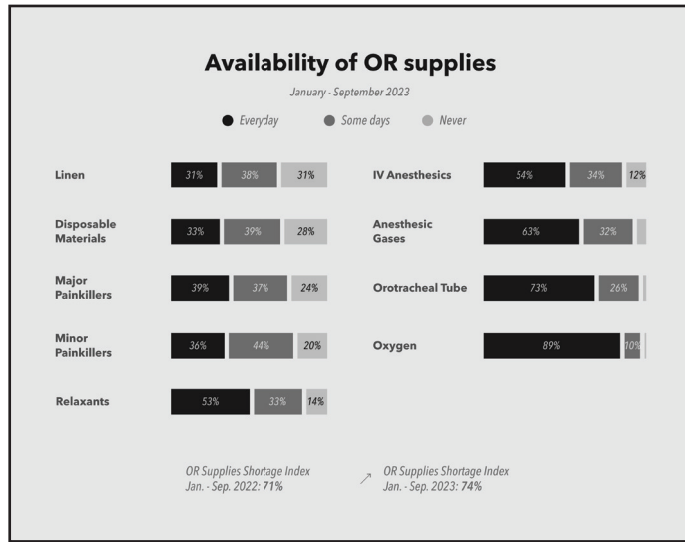 Availability of OR supplies
January - September 2023
Everyday Some days Never
Linen 31% 38% 31%
Disposable
Materials 33% 39% 28%
Major
Painkillers 39% 37% 24%
Minor
Painkillers 36% 44% 20%
Relaxants 53% 33% 14%
IV Anesthesics 54% 34% 12%
Anesthesic
Gases 63% 32%
Orotracheal Tube 73% 26%
Oxygen 89% 10%
OR Supplies Shortage Index
Jan. - Sep. 2022: 71%
OR Supplies Shortage Index
Jan. - Sep. 2023: 74%